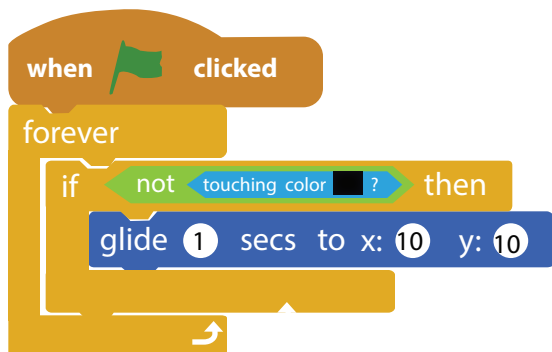 when clicked
forever
if not touching color ? then
glide 1 secs to x: 10 y: 10